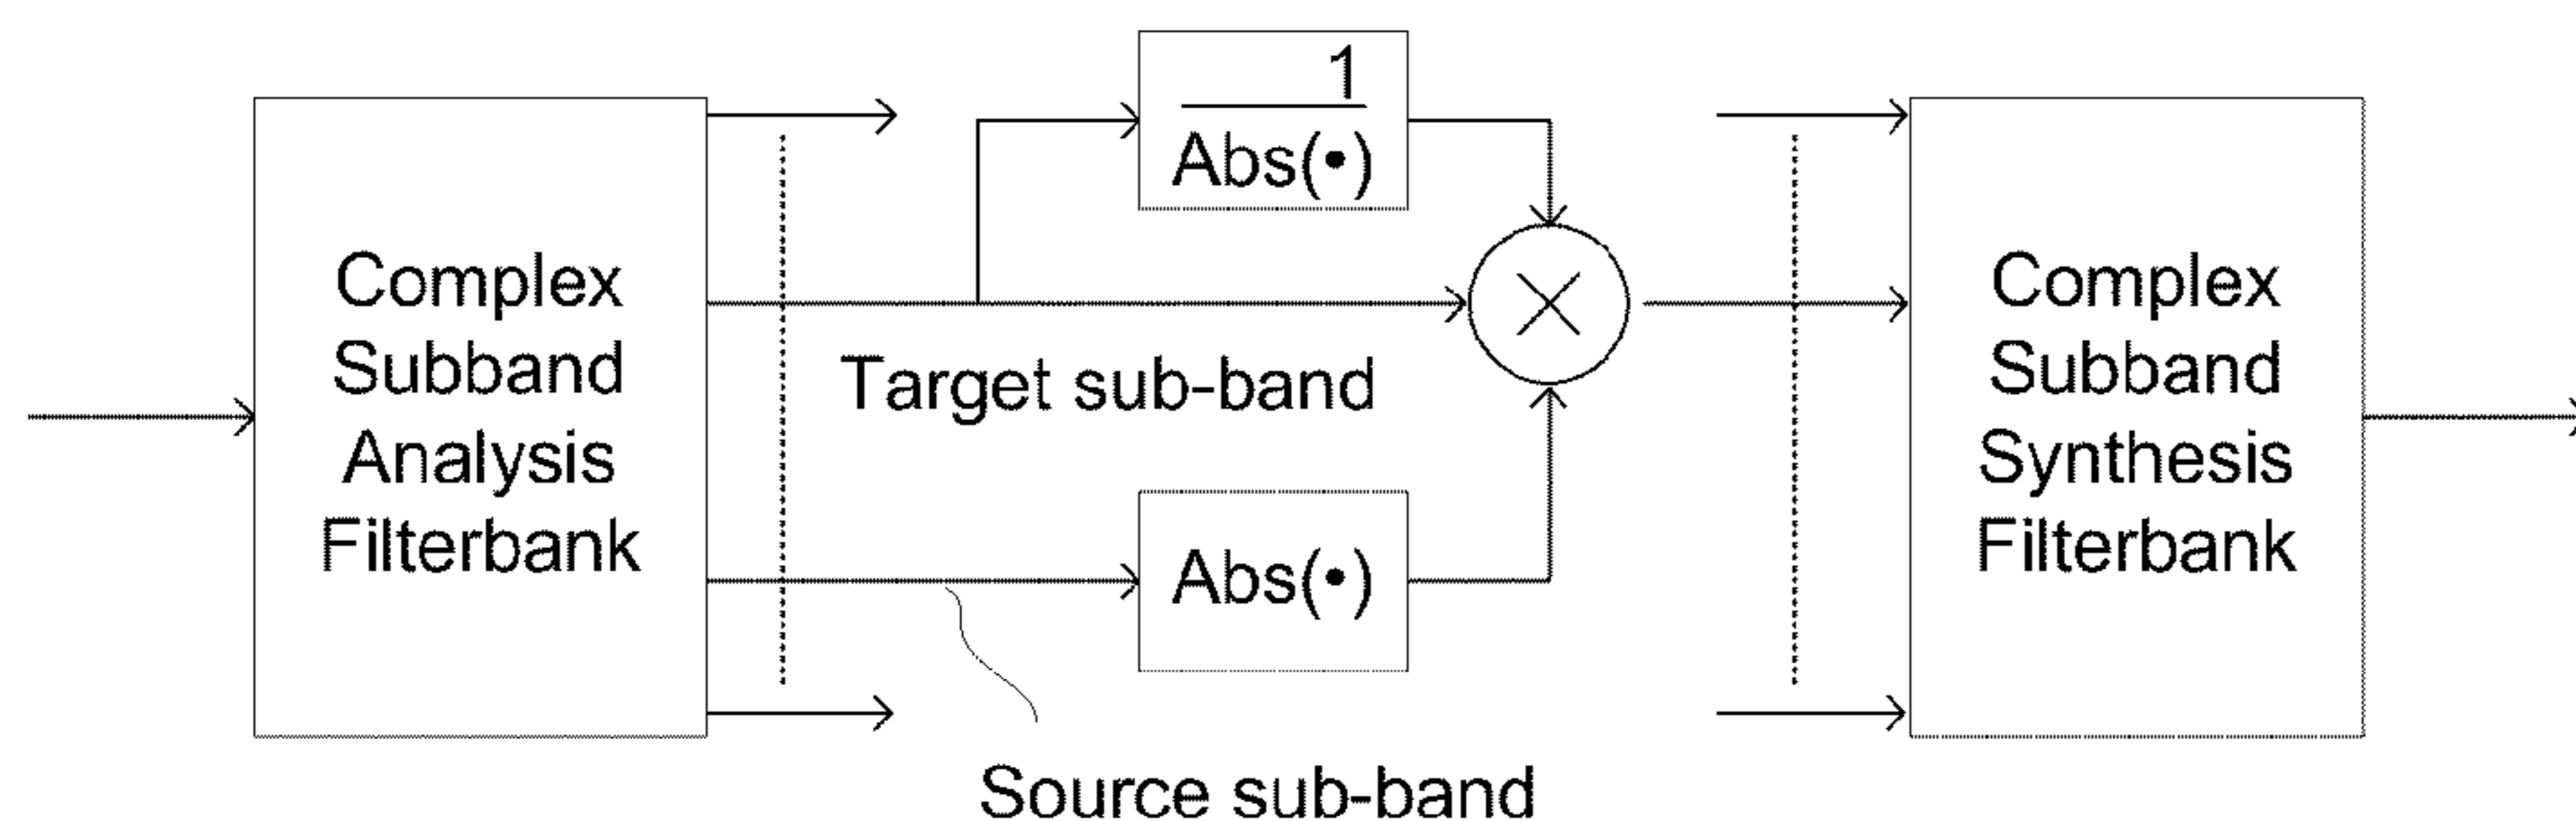 Complex
Subband
Analysis
Filterbank
1
Abs(•)
Target sub-band
Abs(•)
Source sub-band
Complex
Subband
Synthesis
Filterbank